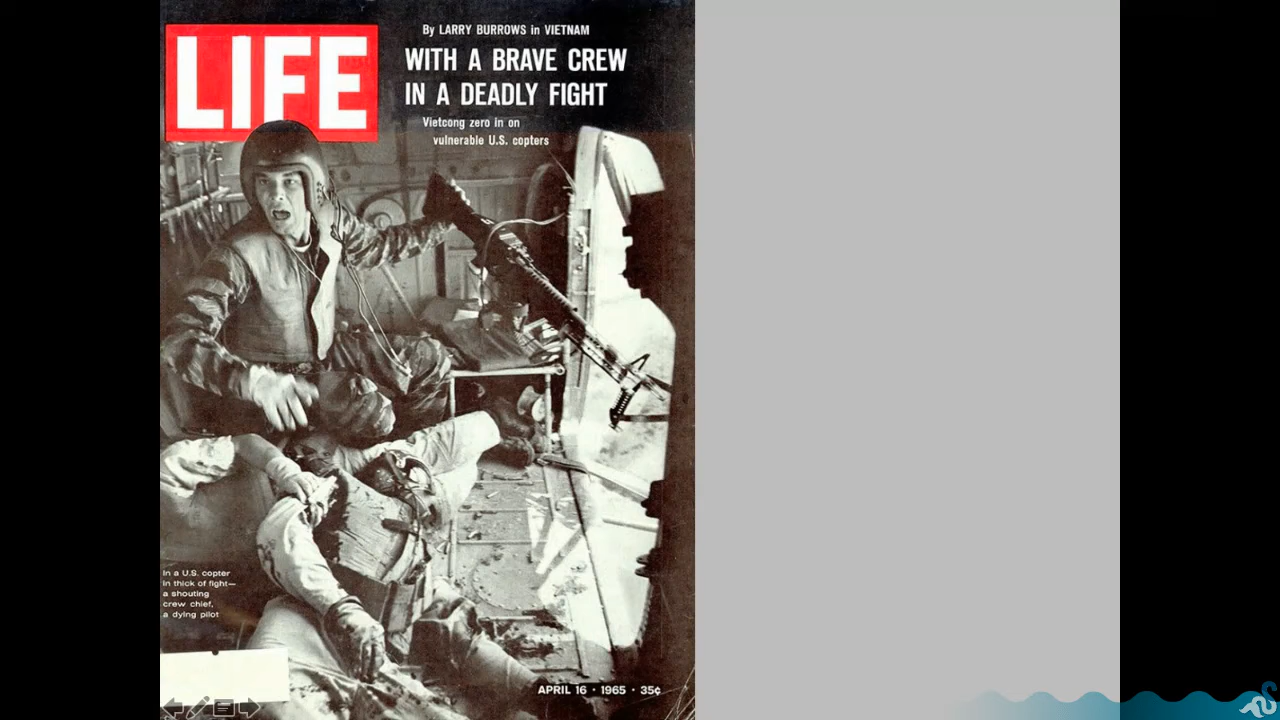 LIFE
By LARRY BURROWS in VIETNAM
WITH A BRAVE CREW
IN A DEADLY FIGHT
Vietcong zero in on
vulnerable U.S. copters
In a U.S. copter
in thick of fight—
a shouting
crew chief,
a dying pilot
APRIL 16 · 1965 · 35¢